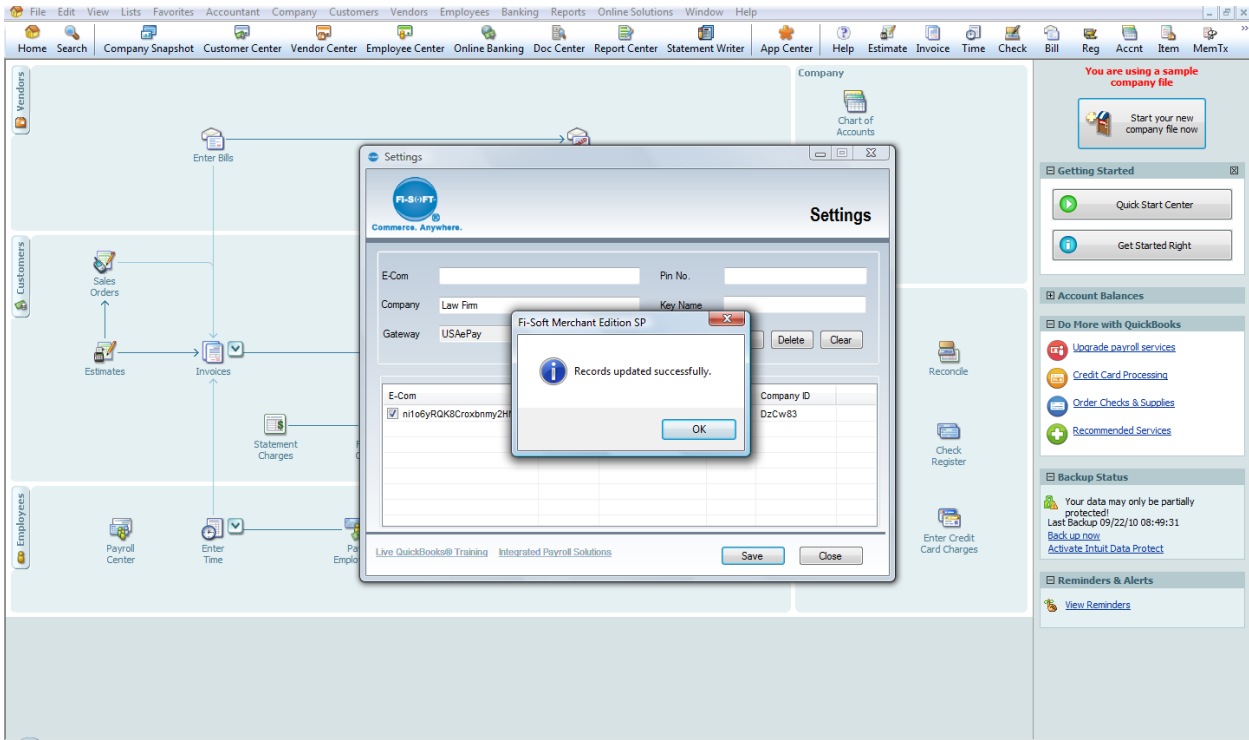 File Edit View Lists Favorites Accountant Company Customers Vendors Employees Banking Reports Online Solutions Window Help
Home Search Company Snapshot Customer Center Vendor Center Employee Center Online Banking Doc Center Report Center Statement Writer App Center Help Estimate Invoice Time Check Bill Reg Accnt Item MemTx
Vendors
Enter Bills
Company
Chart of
Accounts
Customers
Sales
Orders
Estimates
Invoices
Statement
Charges
Reconcile
Check
Register
Employees
Payroll
Center
Enter
Time
Enter Credit
Card Charges
Settings
Fi-SOFT
®
Commerce. Anywhere.
Settings
E-Com
Pin No.
Company Law Firm Key Name
Gateway USAePay
Delete Clear
E-Com Company ID
DzCw83
Live QuickBooks® Training Integrated Payroll Solutions
Save Close
Fi-Soft Merchant Edition SP
Records updated successfully.
OK
You are using a sample
company file
Start your new
company file now
Getting Started
Quick Start Center
Get Started Right
Account Balances
Do More with QuickBooks
Upgrade payroll services
Credit Card Processing
Order Checks & Supplies
Recommended Services
Backup Status
Your data may only be partially
protected!
Last Backup 09/22/10 08:49:31
Back up now
Activate Intuit Data Protect
Reminders & Alerts
View Reminders